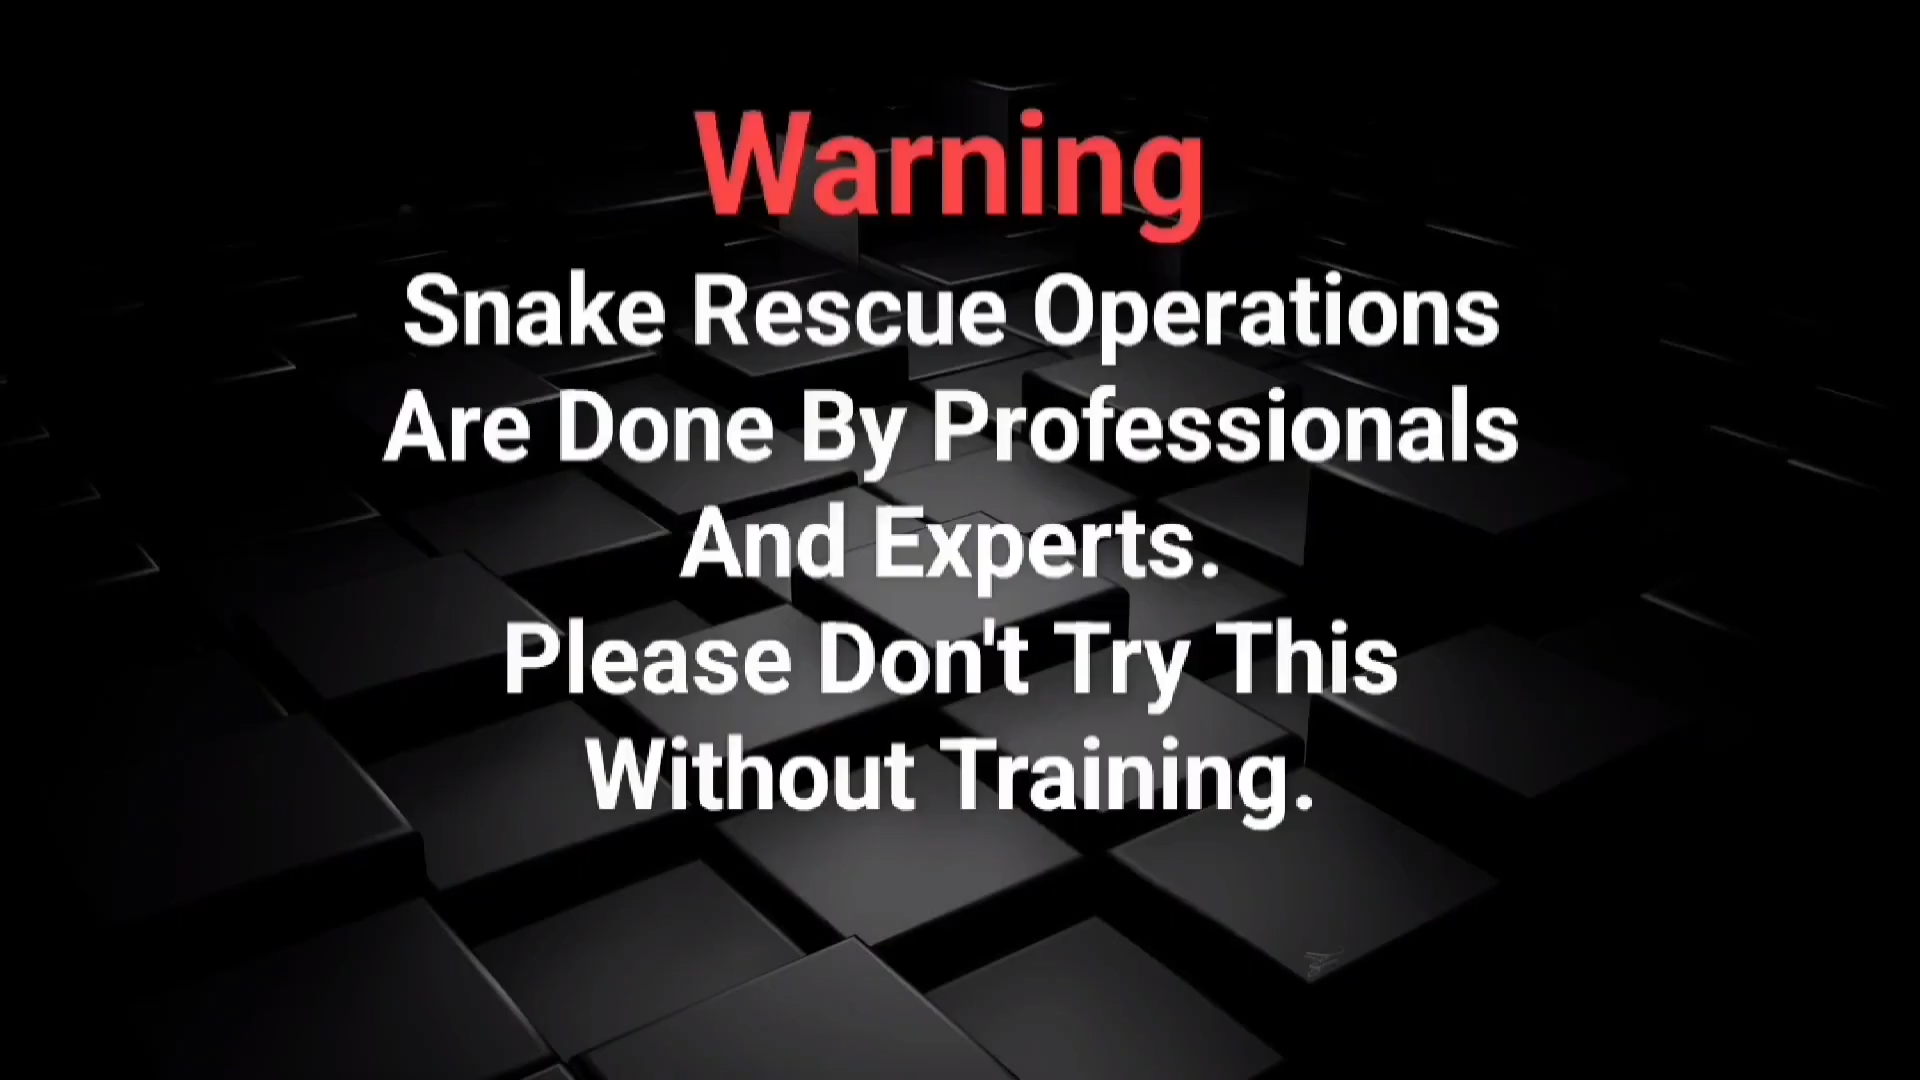 Warning
Snake Rescue Operations
Are Done By Professionals
And Experts.
Please Don't Try This
Without Training.